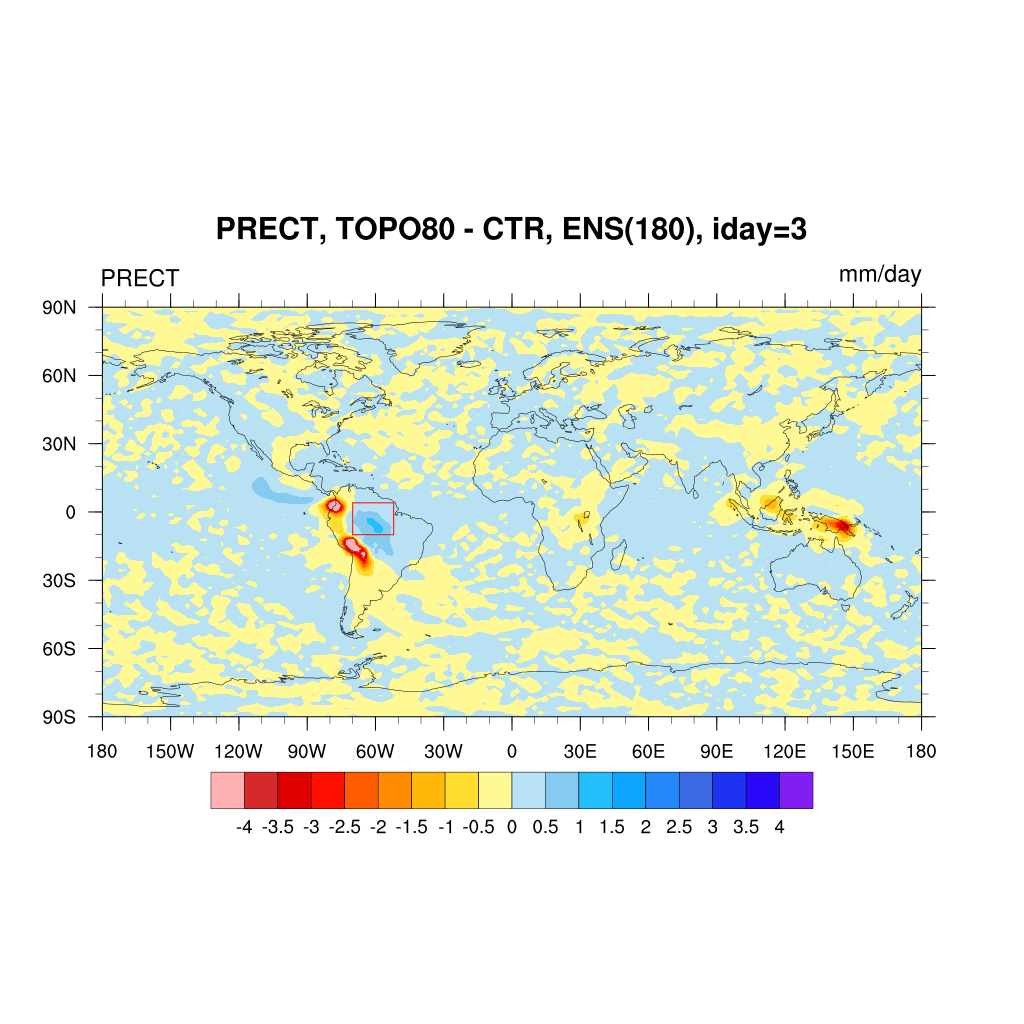 PRECT, TOPO80 - CTR, ENS(180), iday=3
PRECT mm/day
90N
60N
30N
0
30S
60S
90S
180 150W 120W 90W 60W 30W 0 30E 60E 90E 120E 150E 180
-4 -3.5 -3 -2.5 -2 -1.5 -1 -0.5 0 0.5 1 1.5 2 2.5 3 3.5 4